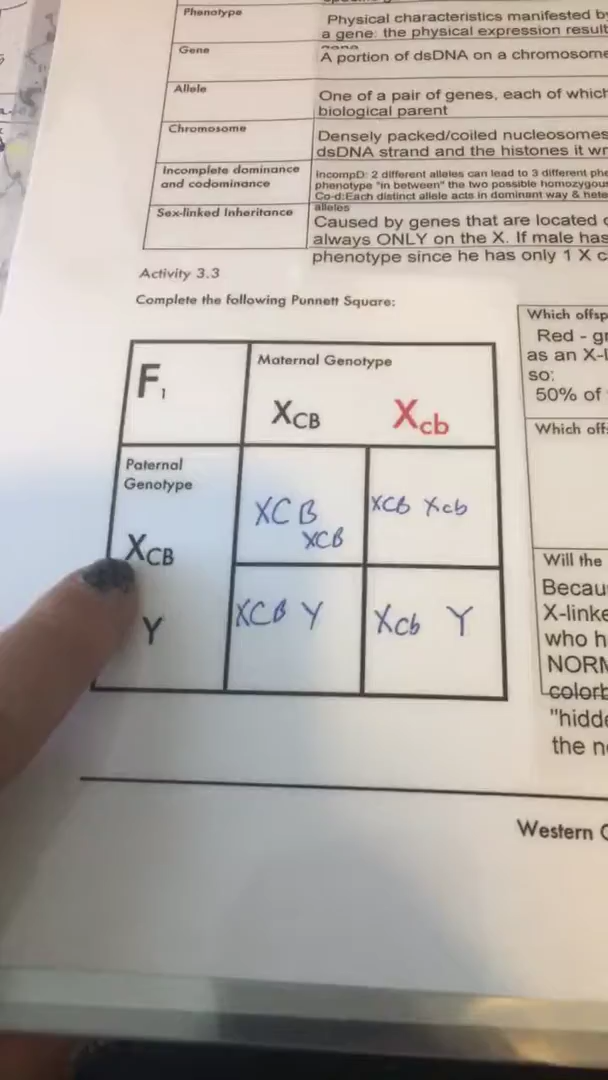 Phenotype
Physical characteristics manifested by
a gene: the physical expression result
Gene
A portion of dsDNA on a chromosome
Allele
One of a pair of genes, each of which
biological parent
Chromosome
Densely packed/coiled nucleosomes
dsDNA strand and the histones it wr
Incomplete dominance
and codominance
IncompD: 2 different alleles can lead to 3 different phe
phenotype "in between" the two possible homozygou
Co-d:Each distinct allele acts in dominant way & hete
alleles
Sex-linked Inheritance
Caused by genes that are located
always ONLY on the X. If male has
phenotype since he has only 1 X c
Activity 3.3
Complete the following Punnett Square:
F1
Maternal Genotype
XCB Xcb
Paternal
Genotype
XCB
Y
XCB
XCB
XCB Xcb
XCB Y
Xcb Y
Which offsp
Red - gr
as an X-l
so:
50% of
Which off
Will the
Becau
X-linke
who h
NORM
colorb
"hidde
the n
Western